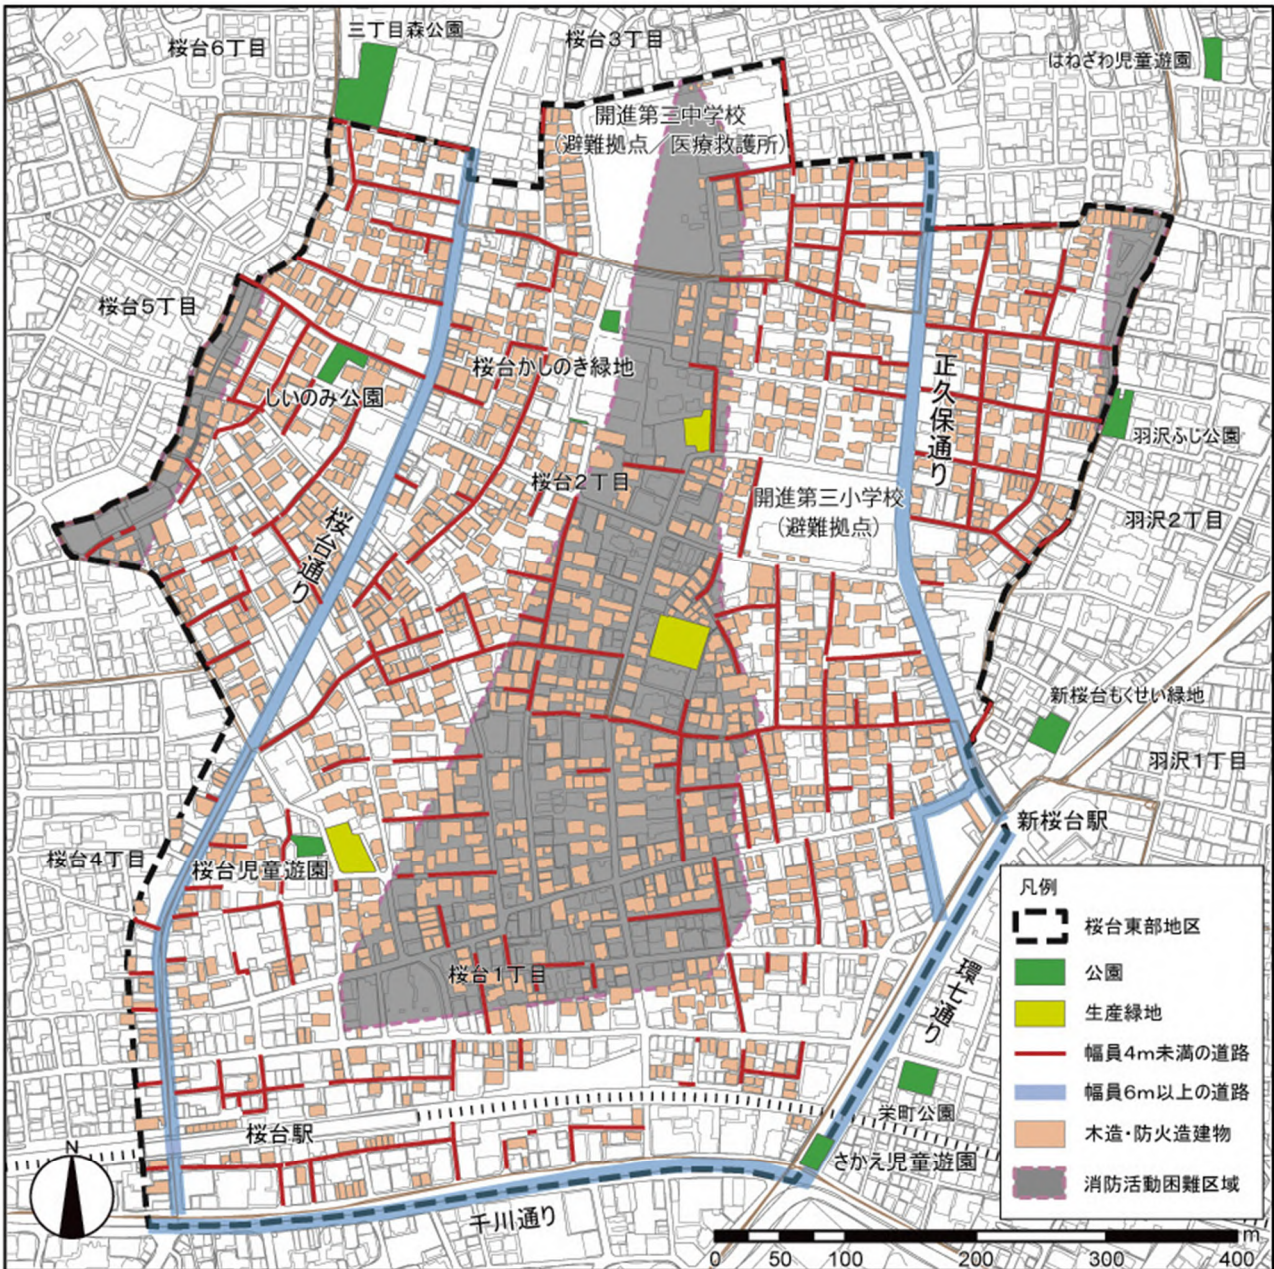 三丁目森公園
桜台6丁目
桜台3丁目
はねざわ児童遊園
開進第三中学校
(避難拠点/医療救護所)
桜台5丁目
しいのみ公園
桜台かしのき緑地
正久保通り
羽沢ふじ公園
桜台2丁目
開進第三小学校
(避難拠点)
羽沢2丁目
桜台通り
新桜台もくせい緑地
羽沢1丁目
新桜台駅
桜台4丁目
桜台児童遊園
桜台1丁目
環七通り
栄町公園
桜台駅
さかえ児童遊園
千川通り
N
凡例
桜台東部地区
公園
生産緑地
幅員4m未満の道路
幅員6m以上の道路
木造・防火造建物
消防活動困難区域
m
0 50 100 200 300 400